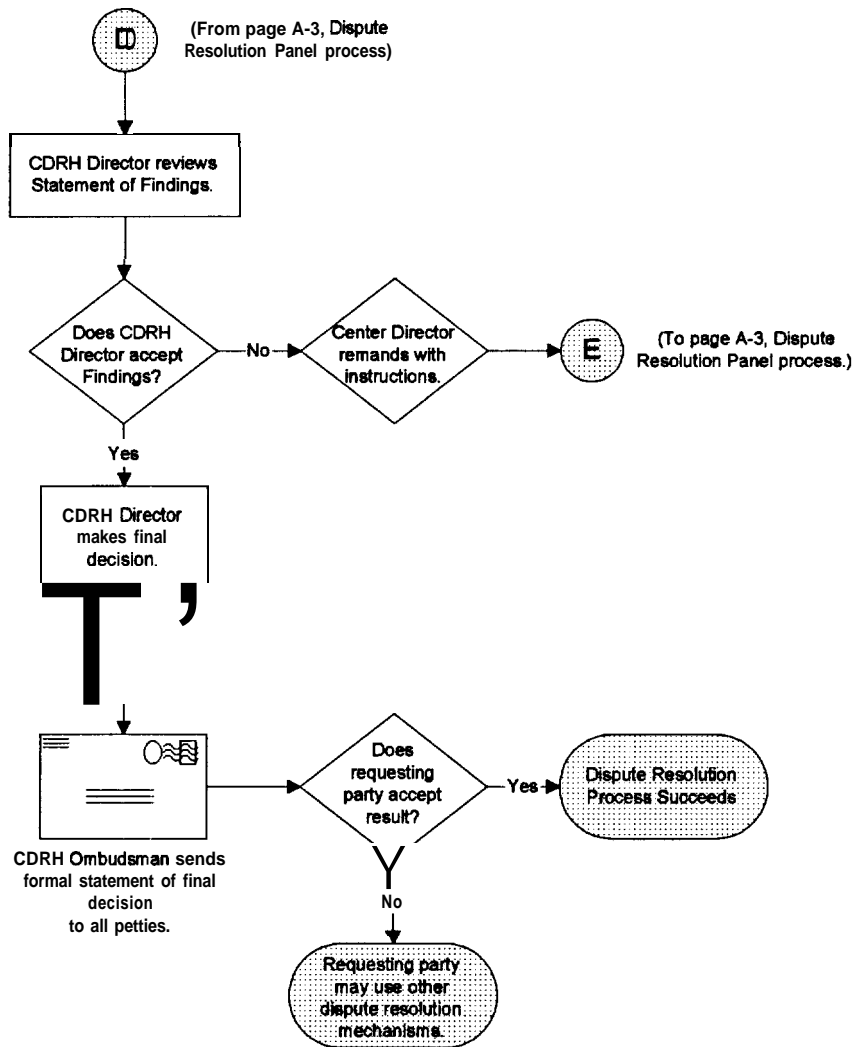 D
(From page A-3, Dispute
Resolution Panel process)
CDRH Director reviews
Statement of Findings.
Does CDRH
Director accept
Findings?
No
Center Director
remands with
instructions.
E
(To page A-3, Dispute
Resolution Panel process.)
Yes
CDRH Director
makes final
decision.
T ’
CDRH Ombudsman sends
formal statement of final
decision
to all petties.
Does
requesting
party accept
result?
Yes
Dispute Resolution
Process Succeeds
Y
No
Requesting party
may use other
dispute resolution
mechanisms.